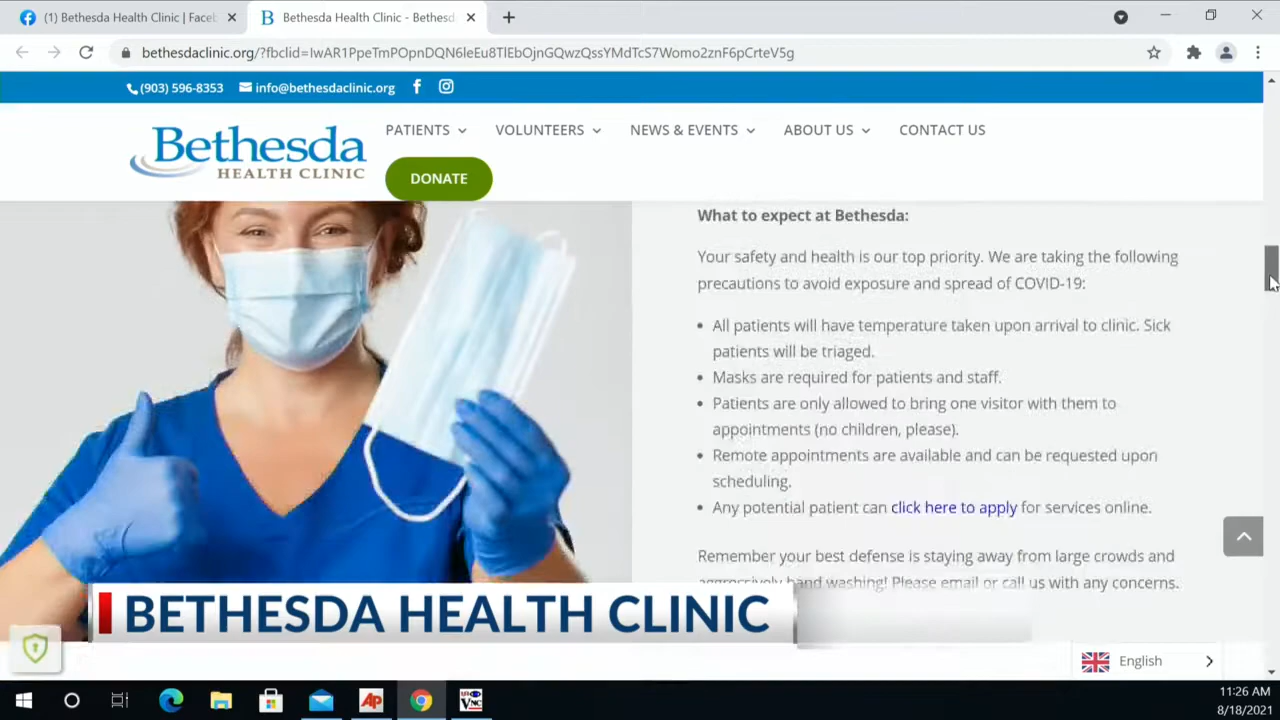 (1) Bethesda Health Clinic | Faceb
Bethesda Health Clinic - Bethesd
bethesdaclinic.org/?fbclid=IwAR1PpeTmPOpnDQN6leEu8TlEbOjnGQwzQssYMdTcS7Womo2znF6pCrteV5g
(903) 596-8353 info@bethesdaclinic.org
Bethesda
HEALTH CLINIC
PATIENTS VOLUNTEERS NEWS & EVENTS ABOUT US CONTACT US
DONATE
What to expect at Bethesda:
Your safety and health is our top priority. We are taking the following
precautions to avoid exposure and spread of COVID-19:
• All patients will have temperature taken upon arrival to clinic. Sick
patients will be triaged.
• Masks are required for patients and staff.
• Patients are only allowed to bring one visitor with them to
appointments (no children, please).
• Remote appointments are available and can be requested upon
scheduling.
• Any potential patient can click here to apply for services online.
Remember your best defense is staying away from large crowds and
aggressively hand washing! Please email or call us with any concerns.
BETHESDA HEALTH CLINIC
English
AP
VNC
11:26 AM
8/18/2021